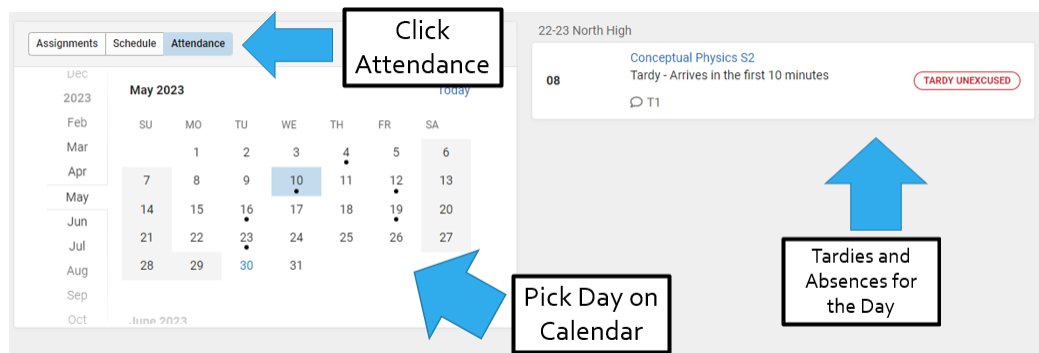 Assignments Schedule Attendance
Click
Attendance
Dec
2023
Feb
Mar
Apr
May
Jun
Jul
Aug
Sep
Oct
May 2023 Today
SU MO TU WE TH FR SA
1 2 3 4 5 6
7 8 9 10 11 12 13
14 15 16 17 18 19 20
21 22 23 24 25 26 27
28 29 30 31
June 2023
Pick Day on
Calendar
22-23 North High
Conceptual Physics S2
08 Tardy - Arrives in the first 10 minutes TARDY UNEXCUSED
T1
Tardies and
Absences for
the Day